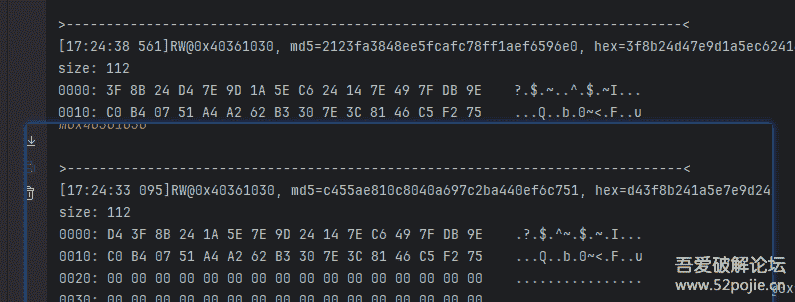 >-----------------------------------------------------------------<
[17:24:38 561]RW@0x40361030, md5=2123fa3848ee5fcafc78ff1aef6596e0, hex=3f8b24d47e9d1a5ec6241
size: 112
0000: 3F 8B 24 D4 7E 9D 1A 5E C6 24 14 7E 49 7F DB 9E    ?.$.~..^.$.~I...
0010: C0 B4 07 51 A4 A2 62 B3 30 7E 3C 81 46 C5 F2 75    ...Q..b.0~<.F..u
m0x40361030
>-----------------------------------------------------------------<
[17:24:33 095]RW@0x40361030, md5=c455ae810c8040a697c2ba440ef6c751, hex=d43f8b241a5e7e9d24
size: 112
0000: D4 3F 8B 24 1A 5E 7E 9D 24 14 7E C6 49 7F DB 9E    .?.$.^~.$.~.I...
0010: C0 B4 07 51 A4 A2 62 B3 30 7E 3C 81 46 C5 F2 75    ...Q..b.0~<.F..u
0020: 00 00 00 00 00 00 00 00 00 00 00 00 00 00 00 00
吾爱破解论坛
www.52pojie.cn